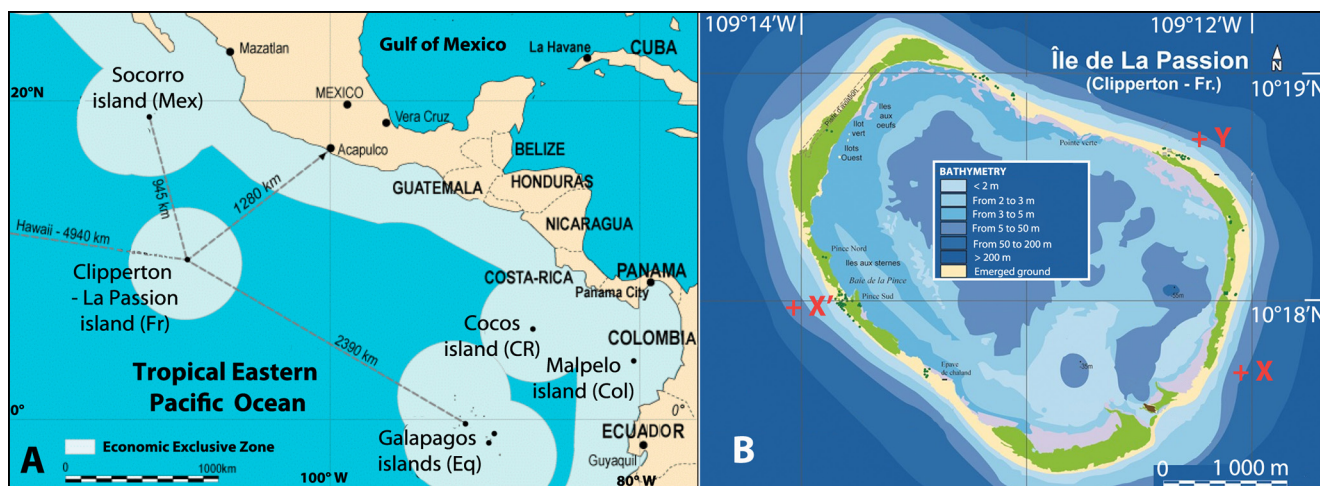 Gulf of Mexico
La Havane
CUBA
Mazatlan
Socorro
island (Mex)
20°N
MEXICO
Vera Cruz
Acapulco
BELIZE
GUATEMALA
HONDURAS
NICARAGUA
945 km
1280 km
Hawaii - 4940 km
Clipperton
- La Passion
island (Fr)
COSTA-RICA
PANAMA
Panama City
2390 km
Cocos
island (CR)
COLOMBIA
Malpelo
island (Col)
Tropical Eastern
Pacific Ocean
0°
0°
Galapagos
islands (Eq)
ECUADOR
Guyaquil
Economic Exclusive Zone
A
0
1000km
100° W
80° W
109°14'
109°12'
Île de La Passion
(Clipperton - Fr.)
N
10°19'
Piste d'aviation
Iles
aux
oeufs
Ilot
vert
Ilots
Ouest
Pointe verte
+ Y
BATHYMETRY
< 2 m
From 2 to 3 m
From 3 to 5 m
From 5 to 50 m
From 50 to 200 m
> 200 m
Emerged ground
Pince Nord
Iles aux sternes
Baie de la Pince
Pince Sud
+ X'
10°18'
+ X
Epave
de chaland
B
0
1 000 m